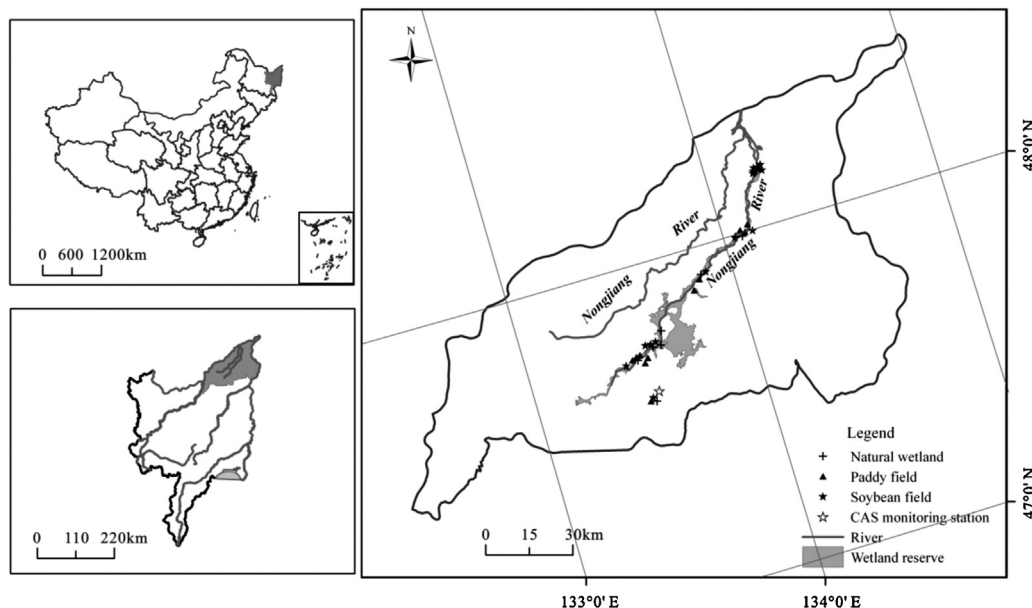 0 600 1200km
0 110 220km
N
River
River
Nongjiang
Nongjiang
48°0' N
47°0' N
Legend
Natural wetland
Paddy field
Soybean field
CAS monitoring station
River
Wetland reserve
0 15 30km
133°0' E
134°0' E